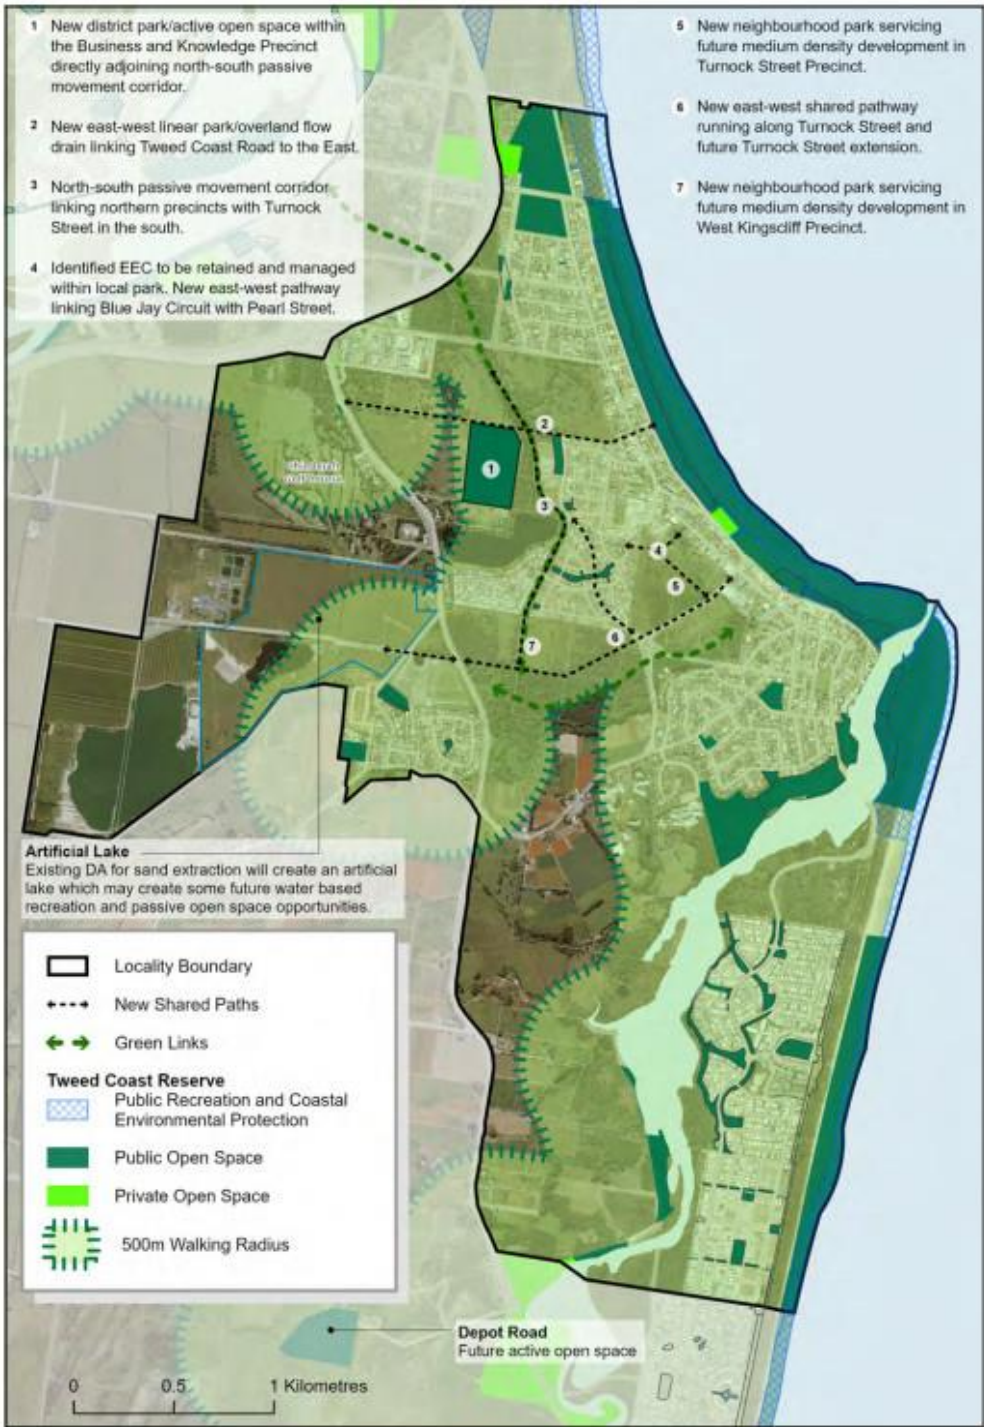 1 New district park/active open space within
the Business and Knowledge Precinct
directly adjoining north-south passive
movement corridor.
2 New east-west linear park/overland flow
drain linking Tweed Coast Road to the East.
3 North-south passive movement corridor
linking northern precincts with Turnock
Street in the south.
4 Identified EEC to be retained and managed
within local park. New east-west pathway
linking Blue Jay Circuit with Pearl Street.
5 New neighbourhood park servicing
future medium density development in
Turnock Street Precinct.
6 New east-west shared pathway
running along Turnock Street and
future Turnock Street extension.
7 New neighbourhood park servicing
future medium density development in
West Kingscliff Precinct.
2
1
3
4
5
6
7
Artificial Lake
Existing DA for sand extraction will create an artificial
lake which may create some future water based
recreation and passive open space opportunities.
Locality Boundary
New Shared Paths
Green Links
Tweed Coast Reserve
Public Recreation and Coastal
Environmental Protection
Public Open Space
Private Open Space
500m Walking Radius
Depot Road
Future active open space
0 0.5 1 Kilometres